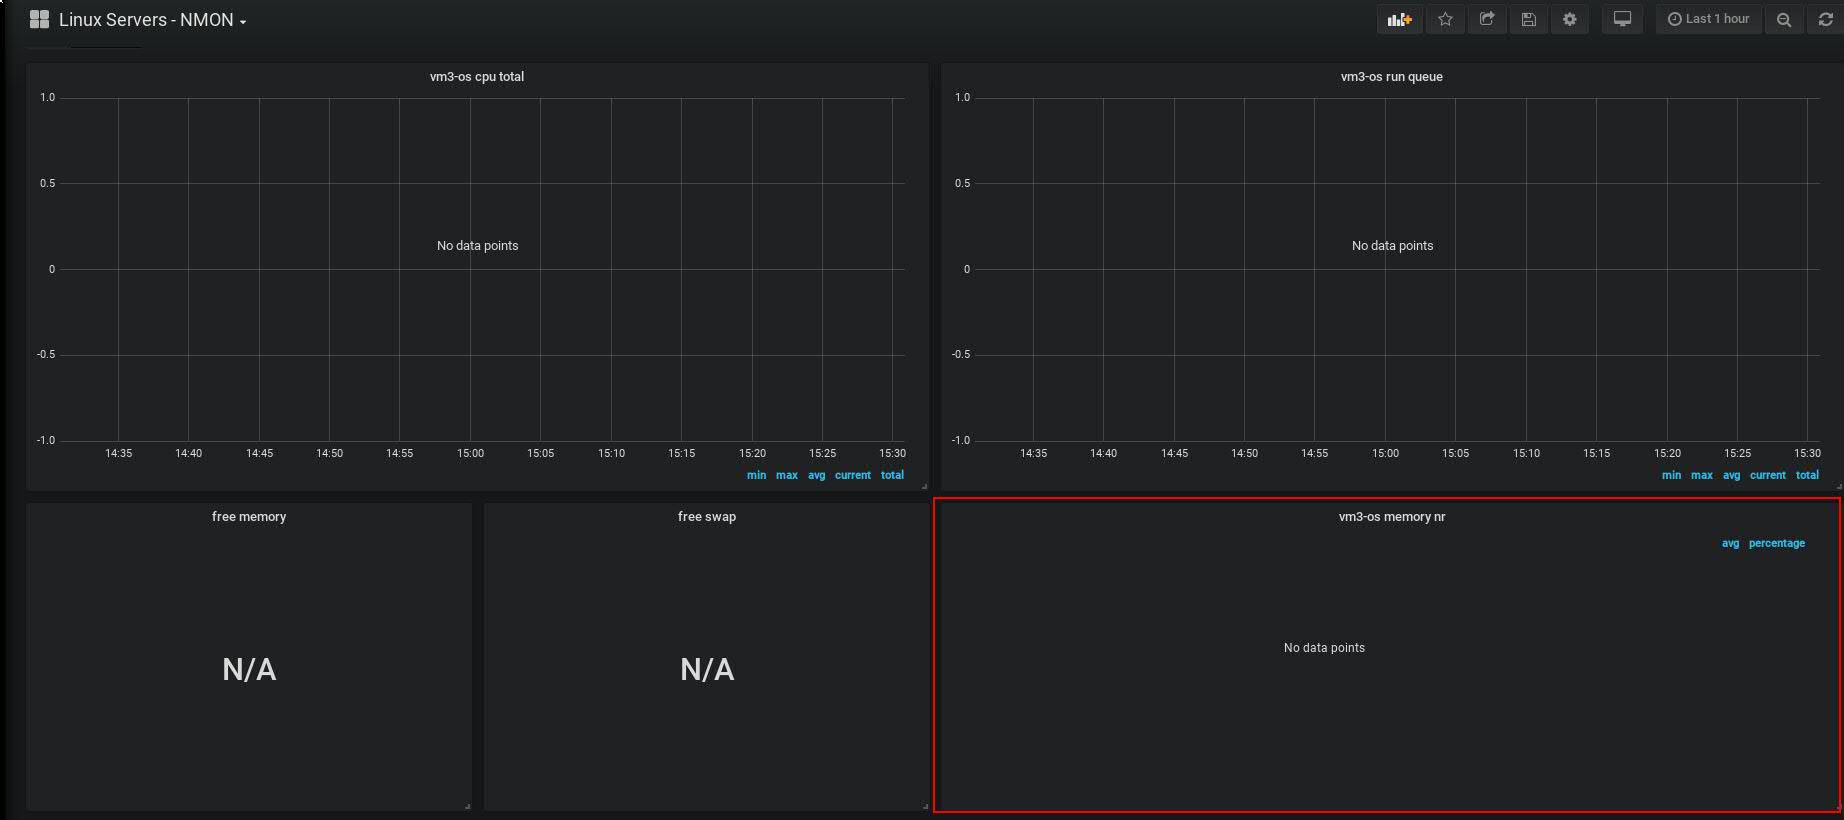 Linux Servers - NMON
Last 1 hour
vm3-os cpu total
1.0
0.5
0
-0.5
-1.0
No data points
14:35 14:40 14:45 14:50 14:55 15:00 15:05 15:10 15:15 15:20 15:25 15:30
min max avg current total
vm3-os run queue
1.0
0.5
0
-0.5
-1.0
No data points
14:35 14:40 14:45 14:50 14:55 15:00 15:05 15:10 15:15 15:20 15:25 15:30
min max avg current total
free memory
N/A
free swap
N/A
vm3-os memory nr
avg percentage
No data points